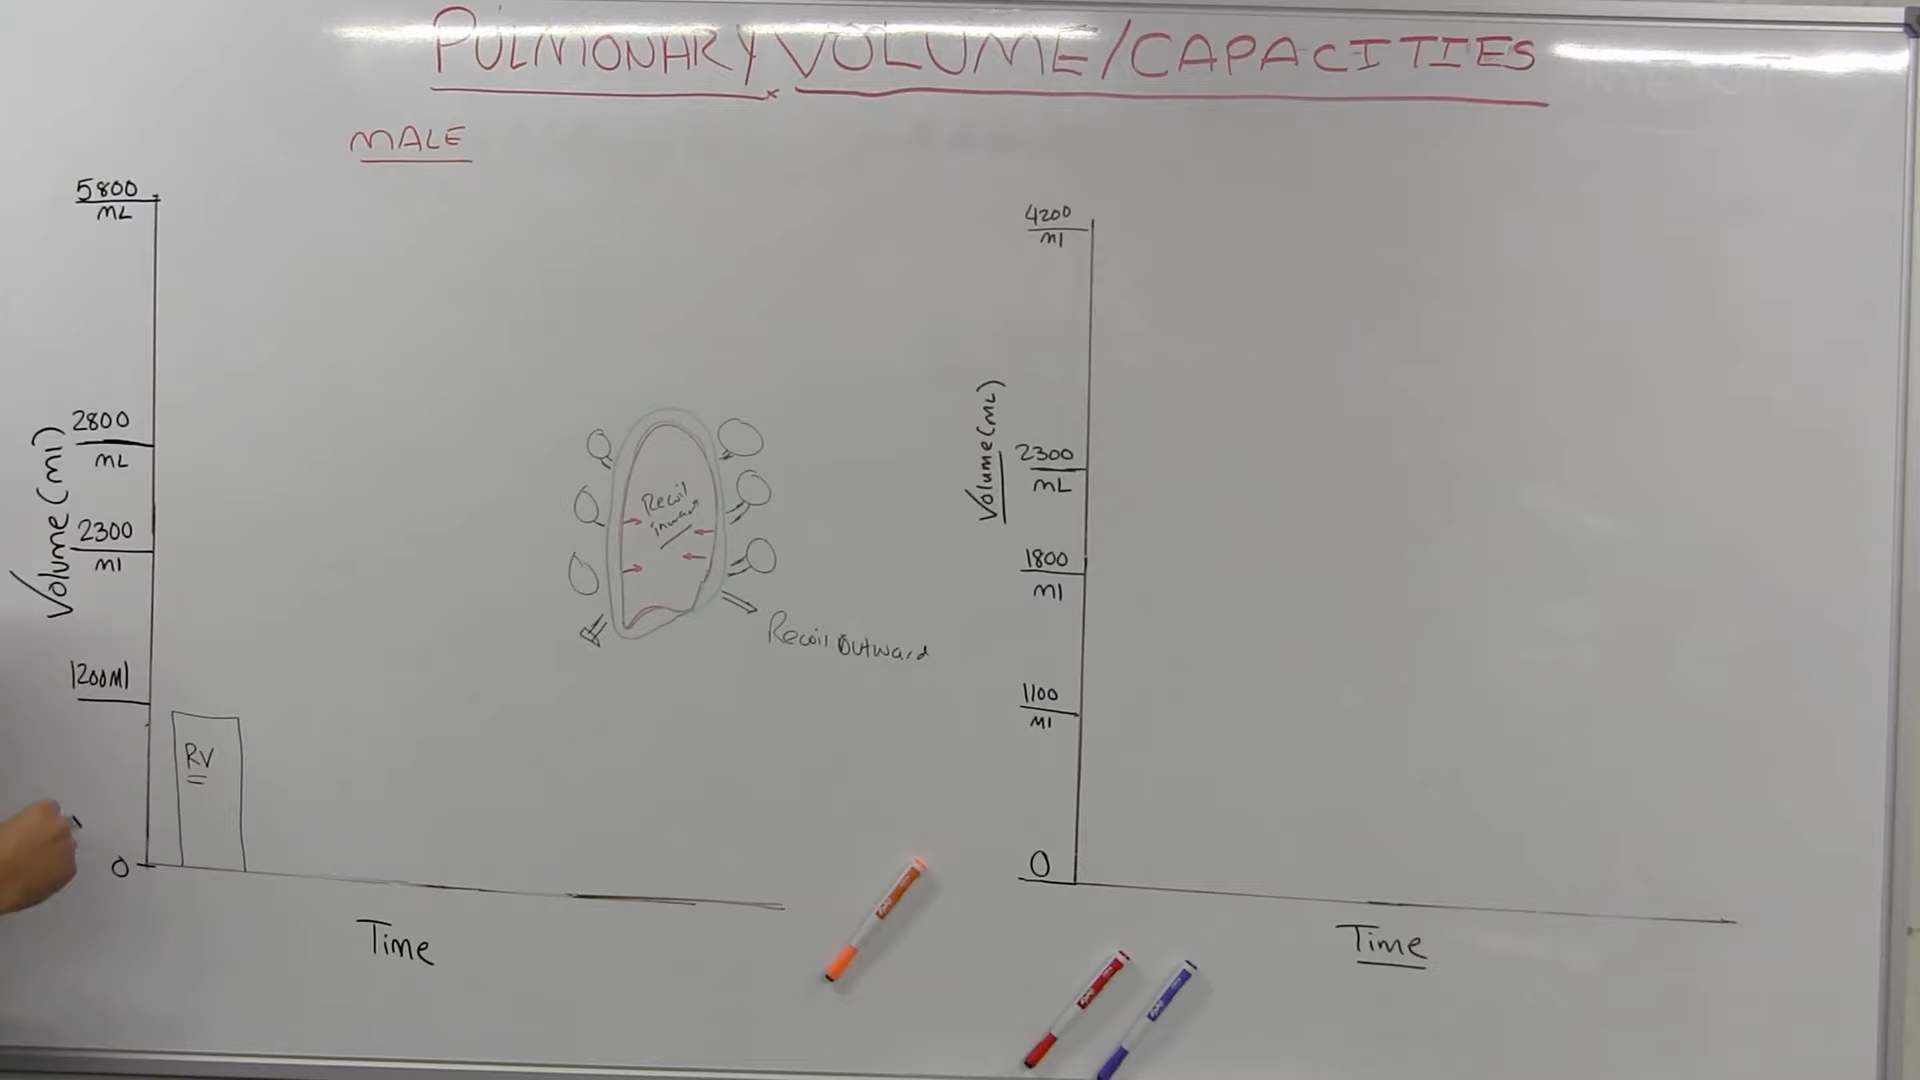 PULMONARY VOLUME/CAPACITIES
MALE
5800
ML
2800
ML
Volume (ml)
2300
Ml
1200Ml
RV
0
Time
Recoil
inward
Recoil Outward
4200
ml
Volume (mL)
2300
mL
1800
ml
1100
Ml
0
Time